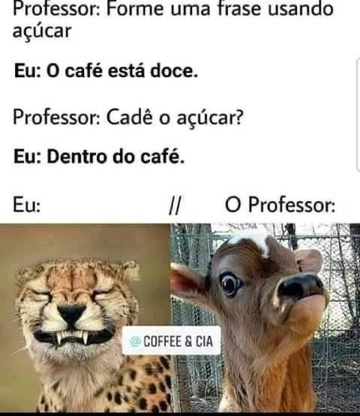 Professor: Forme uma frase usando
açúcar
Eu: O café está doce.
Professor: Cadê o açúcar?
Eu: Dentro do café.
Eu: // O Professor:
@ COFFEE & CIA